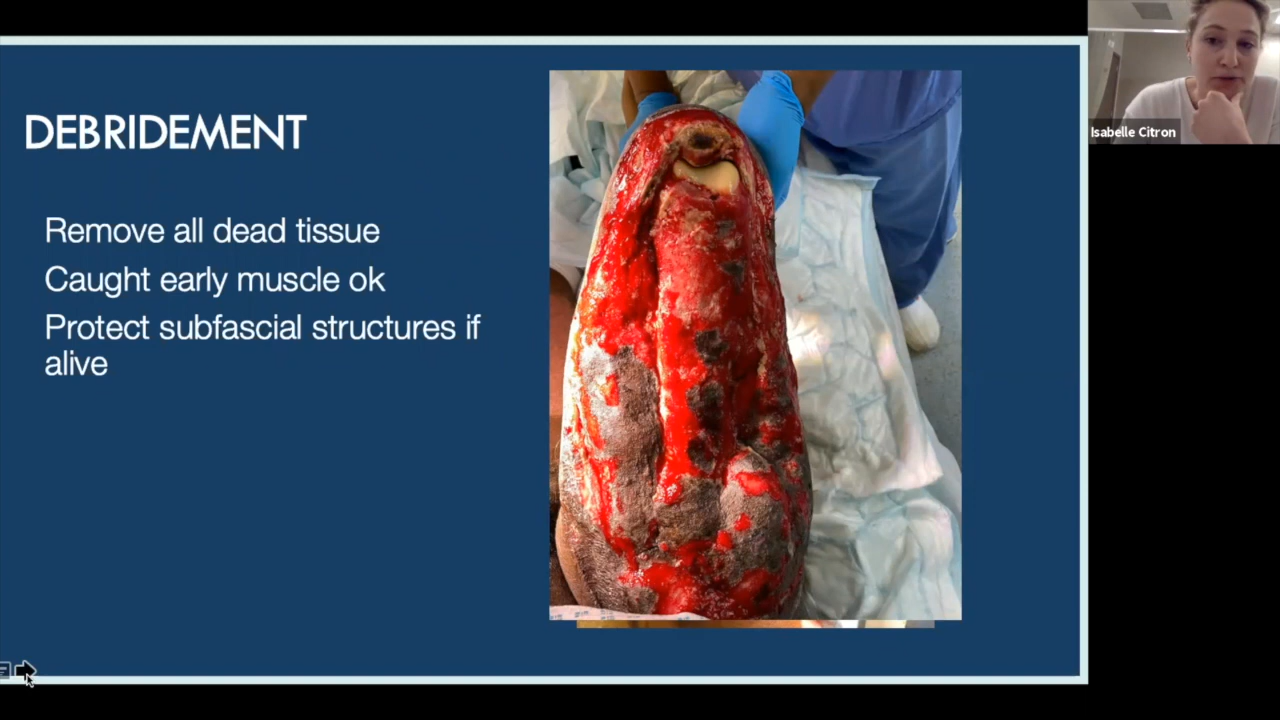 DEBRIDEMENT
Remove all dead tissue
Caught early muscle ok
Protect subfascial structures if
alive
Isabelle Citron